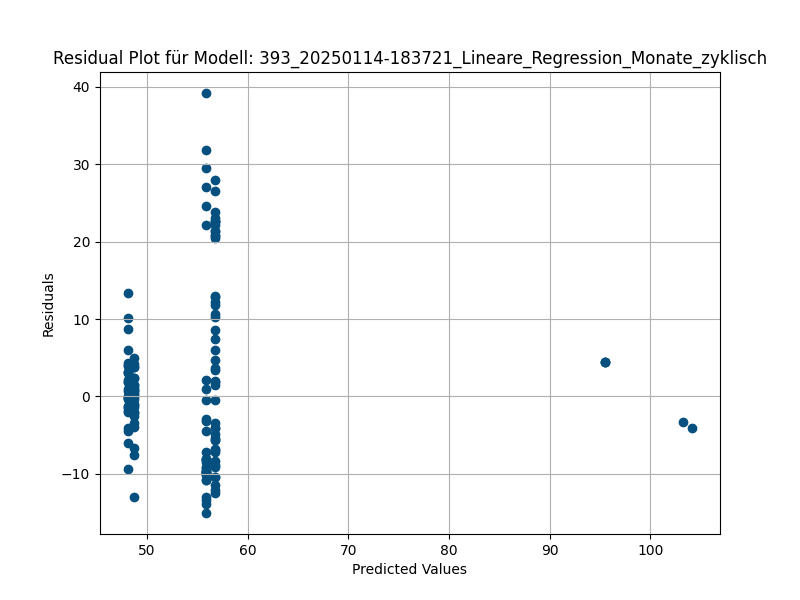 Residual Plot für Modell: 393_20250114-183721_Lineare_Regression_Monate_zyklisch
40
30
20
10
0
−10
Residuals
50 60 70 80 90 100
Predicted Values